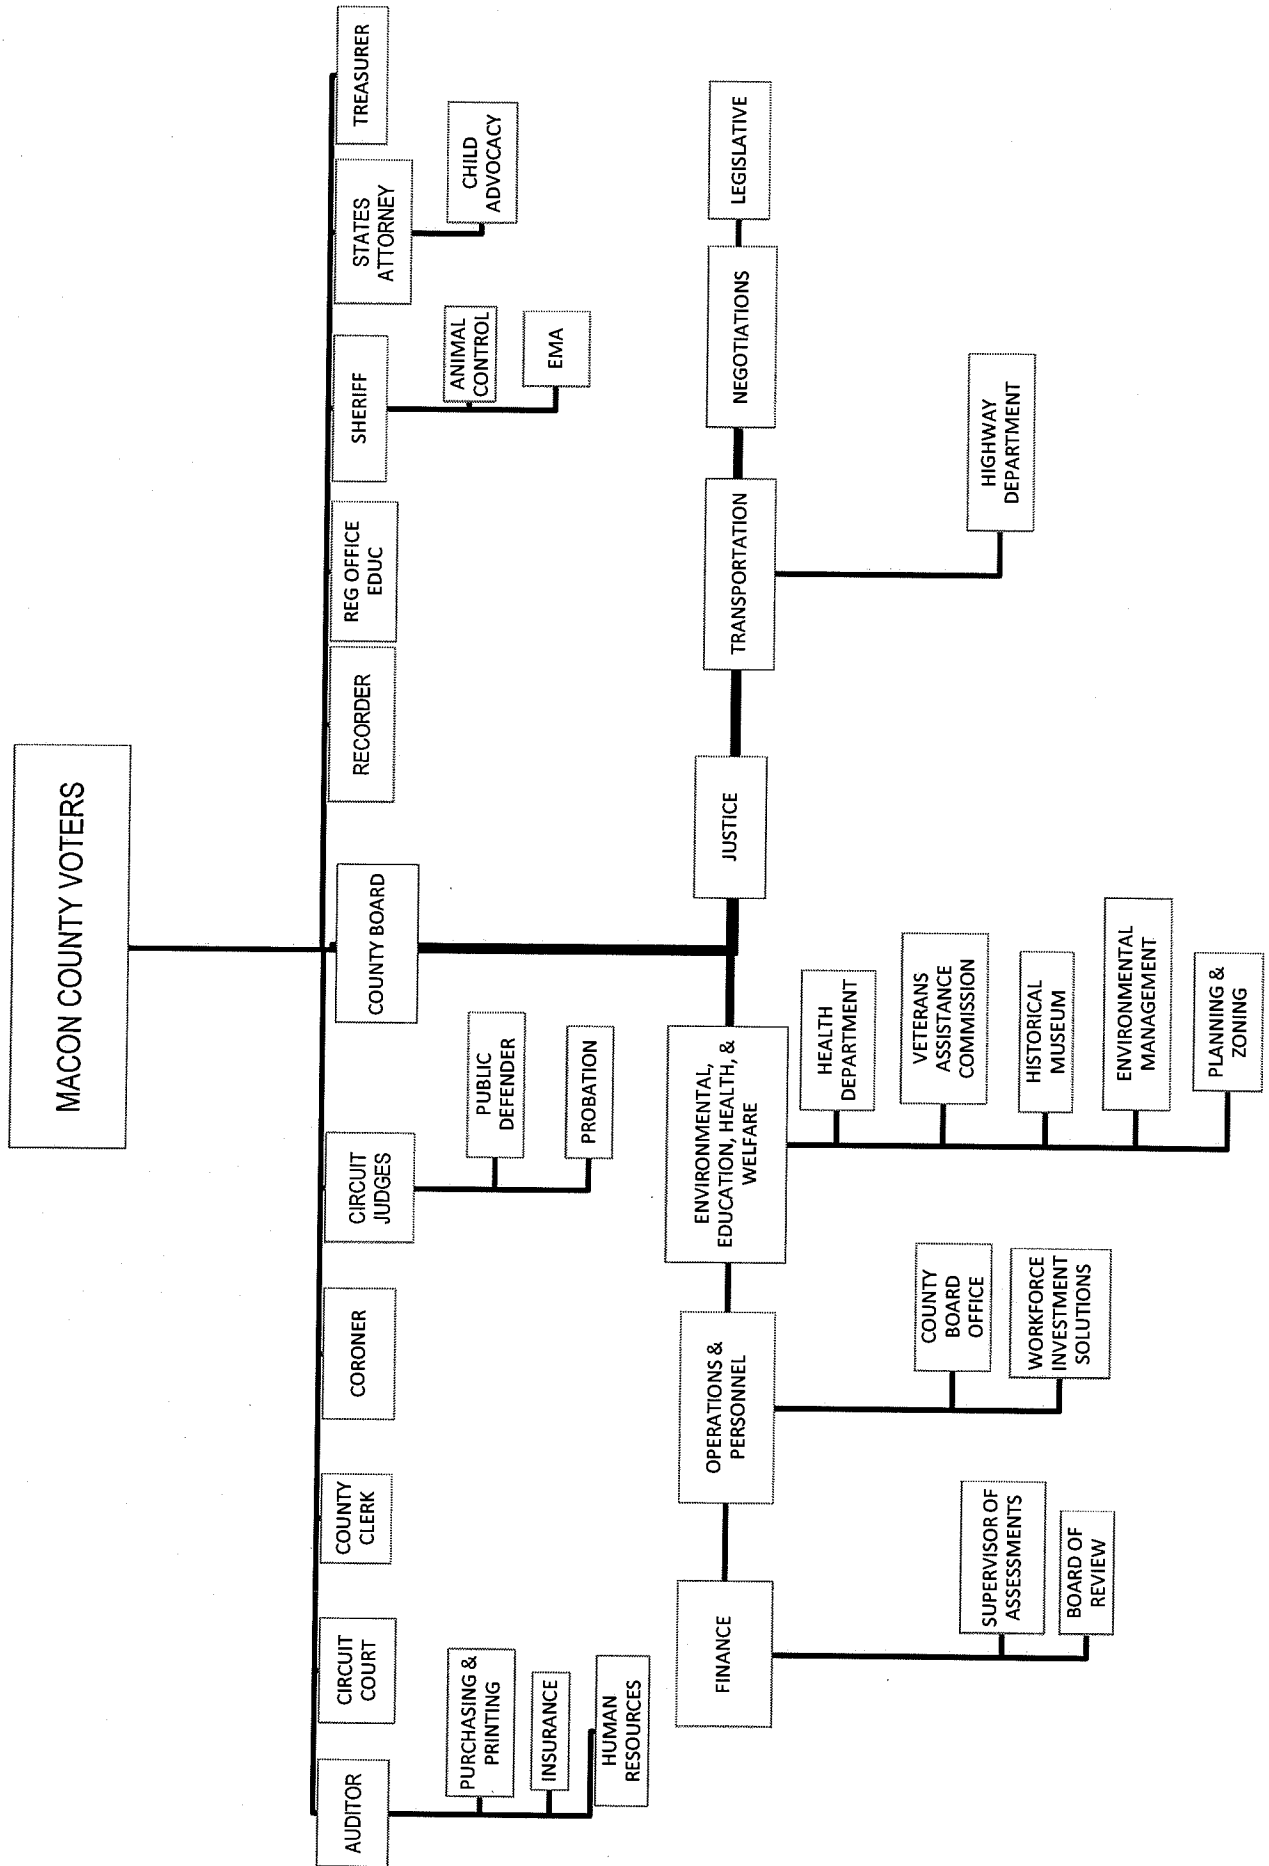 MACON COUNTY VOTERS
AUDITOR
CIRCUIT
COURT
COUNTY
CLERK
CORONER
CIRCUIT
JUDGES
COUNTY BOARD
RECORDER
REG OFFICE
EDUC
SHERIFF
STATES
ATTORNEY
TREASURER
PURCHASING &
PRINTING
INSURANCE
HUMAN
RESOURCES
PUBLIC
DEFENDER
PROBATION
ANIMAL
CONTROL
EMA
CHILD
ADVOCACY
FINANCE
OPERATIONS &
PERSONNEL
ENVIRONMENTAL,
EDUCATION, HEALTH, &
WELFARE
JUSTICE
TRANSPORTATION
NEGOTIATIONS
LEGISLATIVE
SUPERVISOR OF
ASSESSMENTS
BOARD OF
REVIEW
COUNTY
BOARD
OFFICE
WORKFORCE
INVESTMENT
SOLUTIONS
HEALTH
DEPARTMENT
VETERANS
ASSISTANCE
COMMISSION
HISTORICAL
MUSEUM
ENVIRONMENTAL
MANAGEMENT
PLANNING &
ZONING
HIGHWAY
DEPARTMENT